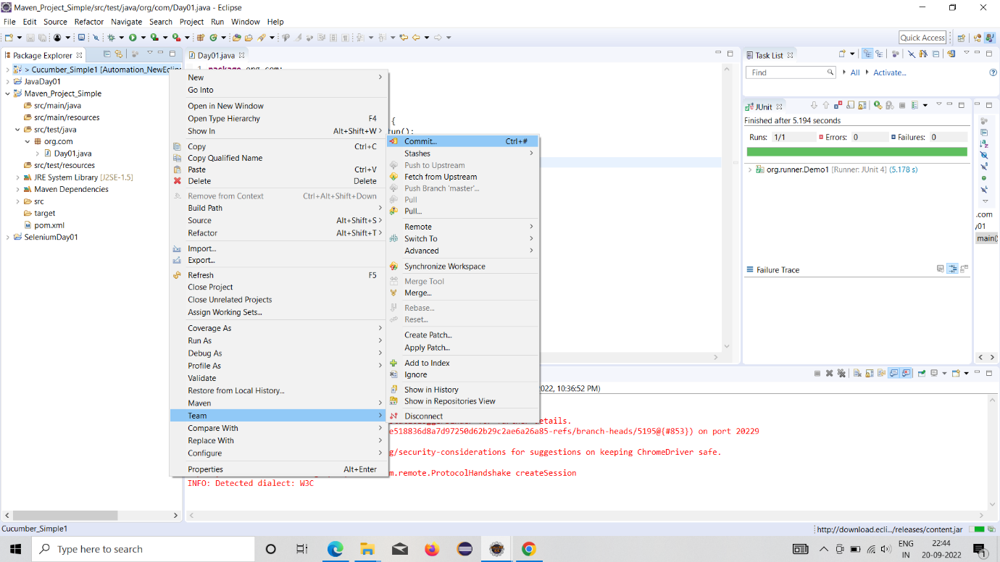 Maven_Project_Simple/src/test/java/org/com/Day01.java - Eclipse
File Edit Source Refactor Navigate Search Project Run Window Help
Quick Access
Package Explorer
> Cucumber_Simple1 [Automation_NewEclip
JavaDay01
Maven_Project_Simple
src/main/java
src/main/resources
src/test/java
org.com
Day01.java
src/test/resources
JRE System Library [J2SE-1.5]
Maven Dependencies
src
target
pom.xml
SeleniumDay01
Day01.java
1 package org.com;
{
up();
New
Go Into
Open in New Window
Open Type Hierarchy F4
Show In Alt+Shift+W
Copy Ctrl+C
Copy Qualified Name
Paste Ctrl+V
Delete Delete
Remove from Context Ctrl+Alt+Shift+Down
Build Path
Source Alt+Shift+S
Refactor Alt+Shift+T
Import...
Export...
Refresh F5
Close Project
Close Unrelated Projects
Assign Working Sets...
Coverage As
Run As
Debug As
Profile As
Validate
Restore from Local History...
Maven
Team
Compare With
Replace With
Configure
Properties Alt+Enter
Commit... Ctrl+#
Stashes
Push to Upstream
Fetch from Upstream
Push Branch 'master'...
Pull
Pull...
Remote
Switch To
Advanced
Synchronize Workspace
Merge Tool
Merge...
Rebase...
Reset...
Create Patch...
Apply Patch...
Add to Index
Ignore
Show in History
Show in Repositories View
Disconnect
Task List
Find
All
Activate...
JUnit
Finished after 5.194 seconds
Runs: 1/1 Errors: 0 Failures: 0
org.runner.Demo1 [Runner: JUnit 4] (5.178 s)
Failure Trace
.com
y01
main(S
2022, 10:36:52 PM)
details.
e518836d8a7d97250d62b29c2ae6a26a85-refs/branch-heads/5195@{#853}) on port 20229
g/security-considerations for suggestions on keeping ChromeDriver safe.
m.remote.ProtocolHandshake createSession
INFO: Detected dialect: W3C
Cucumber_Simple1
http://download.ecli.../releases/content.jar
Type here to search
ENG
IN
22:44
20-09-2022
1